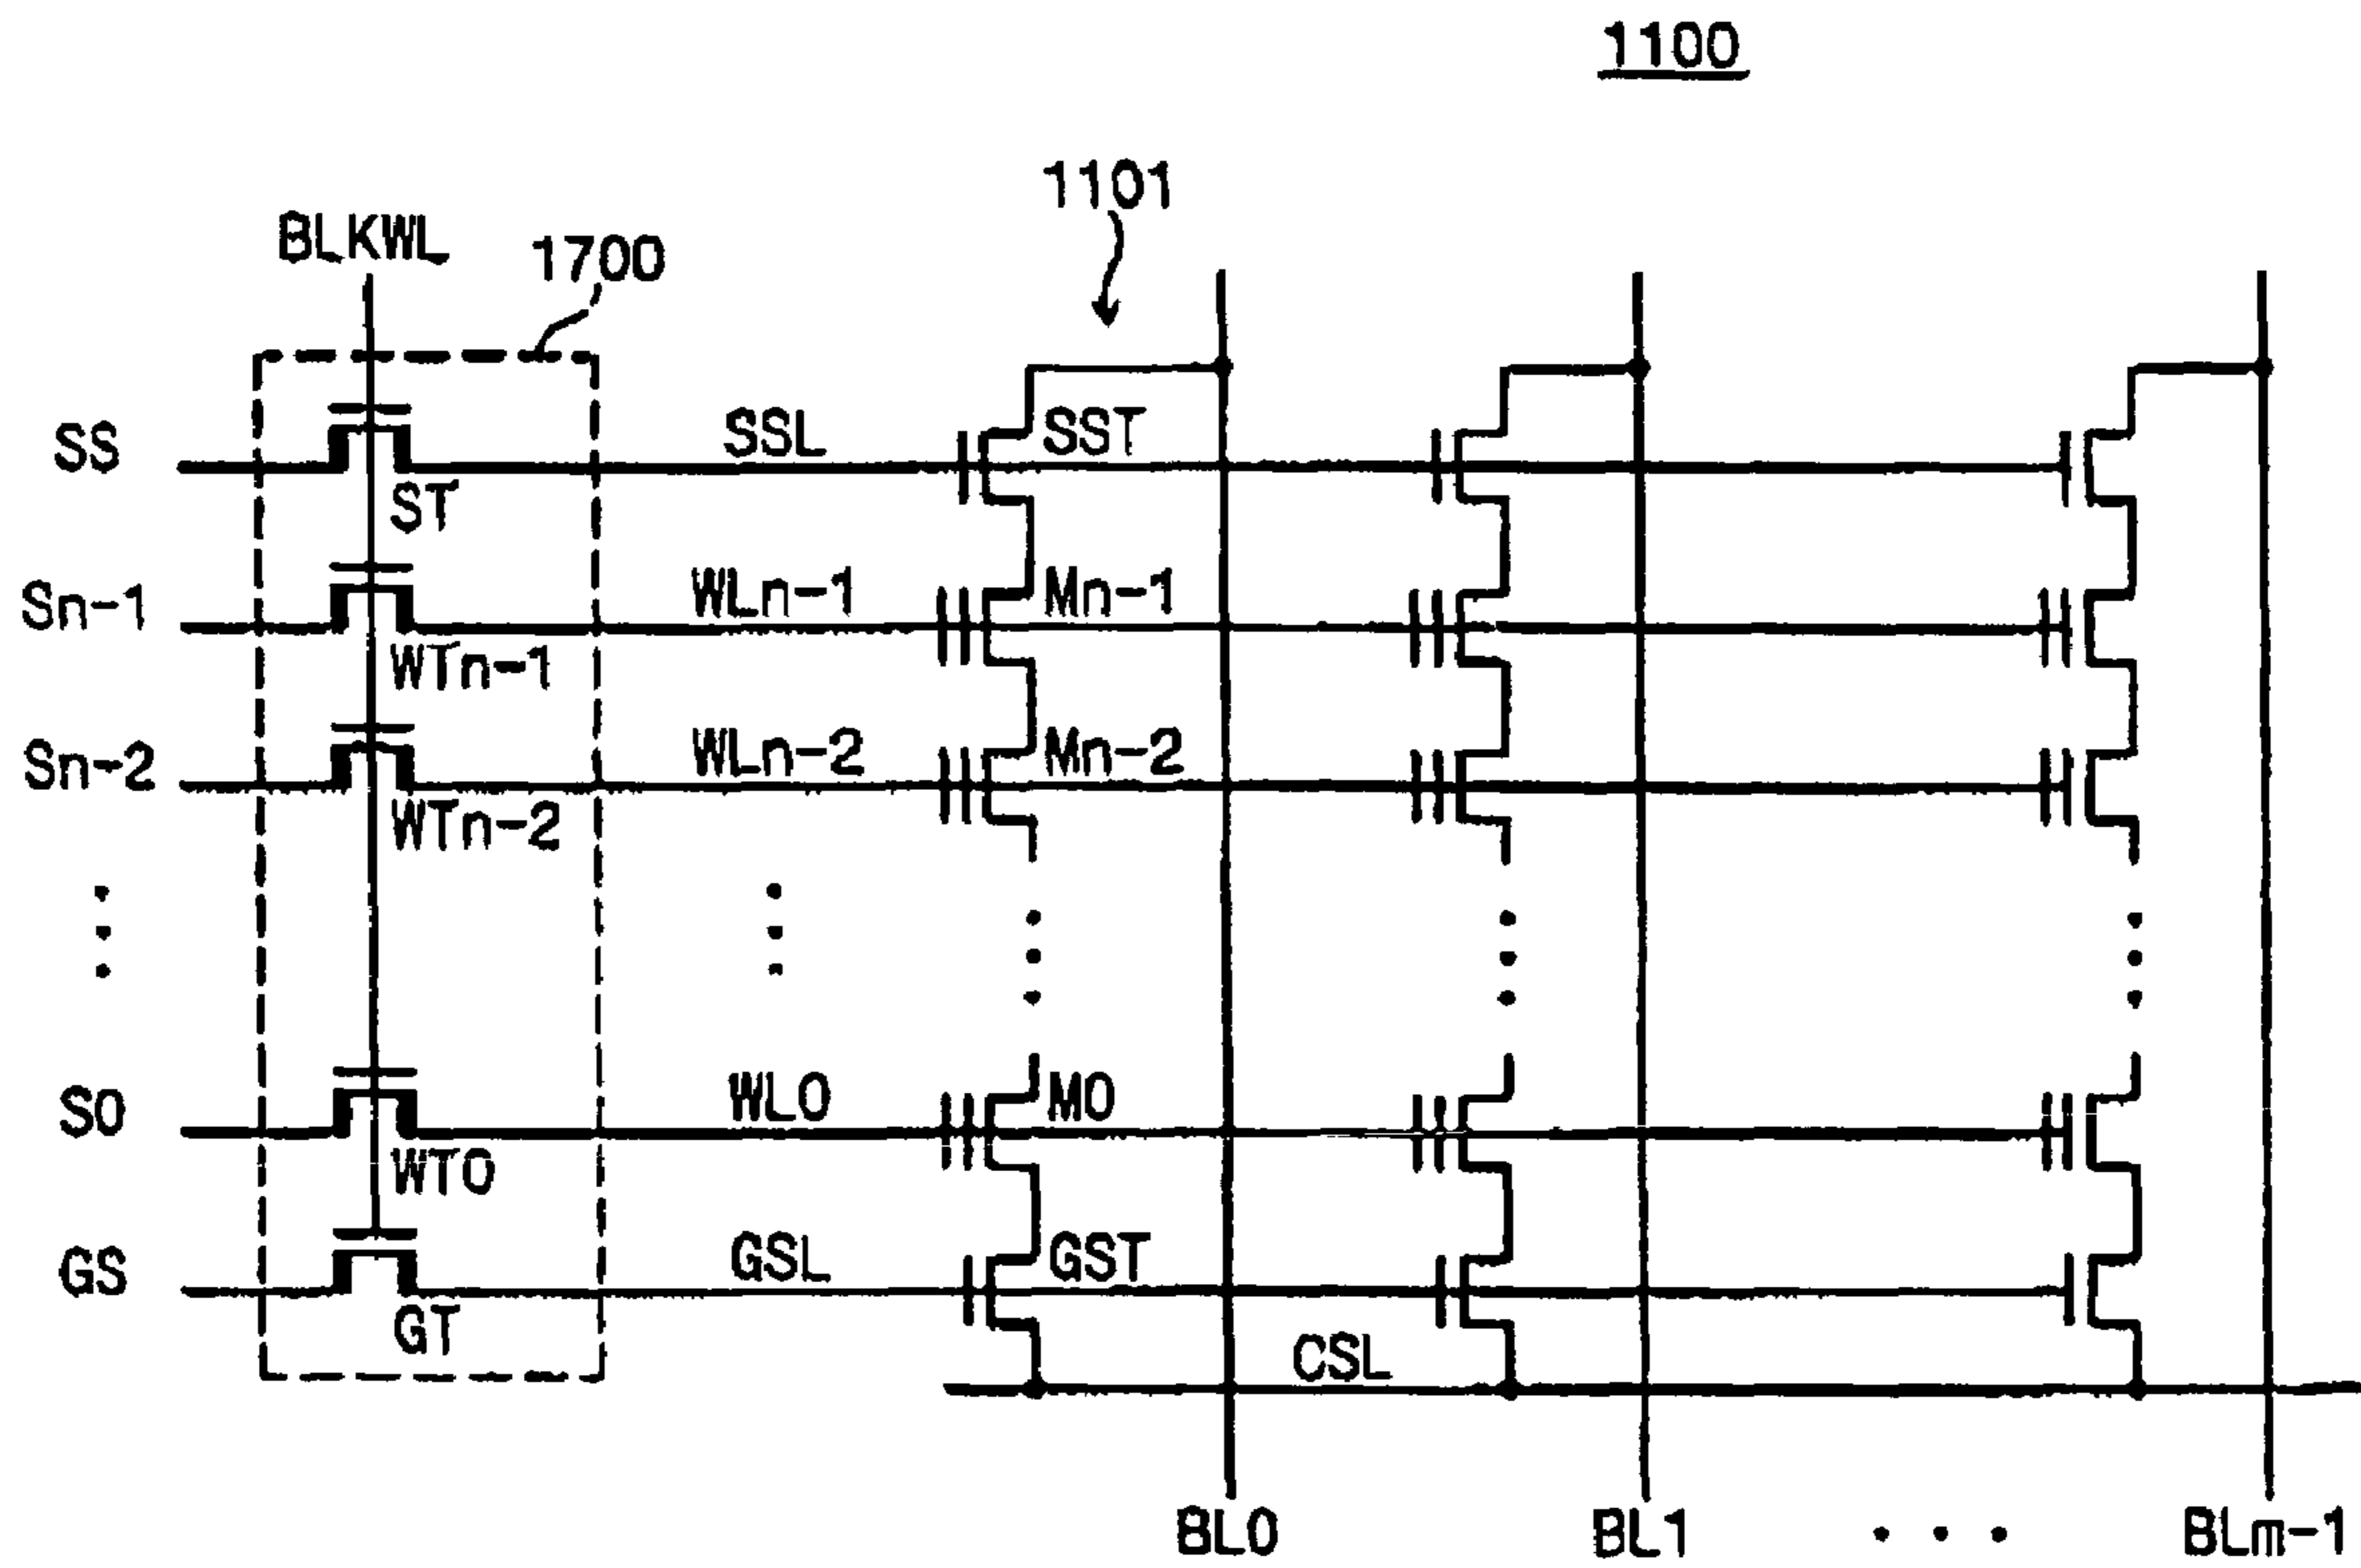 1100
1101
BLKWL
1700
SS
SSL
SST
ST
Sn-1
WLn-1
Mn-1
WTn-1
Sn-2
WLn-2
Mn-2
WTn-2
S0
WL0
M0
WT0
GS
GSL
GST
GT
CSL
BL0
BL1
BLm-1